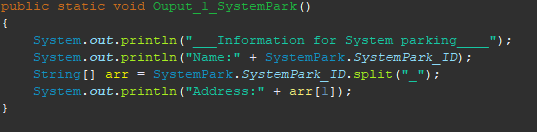 public static void Ouput_1_SystemPark()
{
System.out.println("___Information for System parking____");
System.out.println("Name:" + SystemPark.SystemPark_ID);
String[] arr = SystemPark.SystemPark_ID.split("_");
System.out.println("Address:" + arr[1]);
}